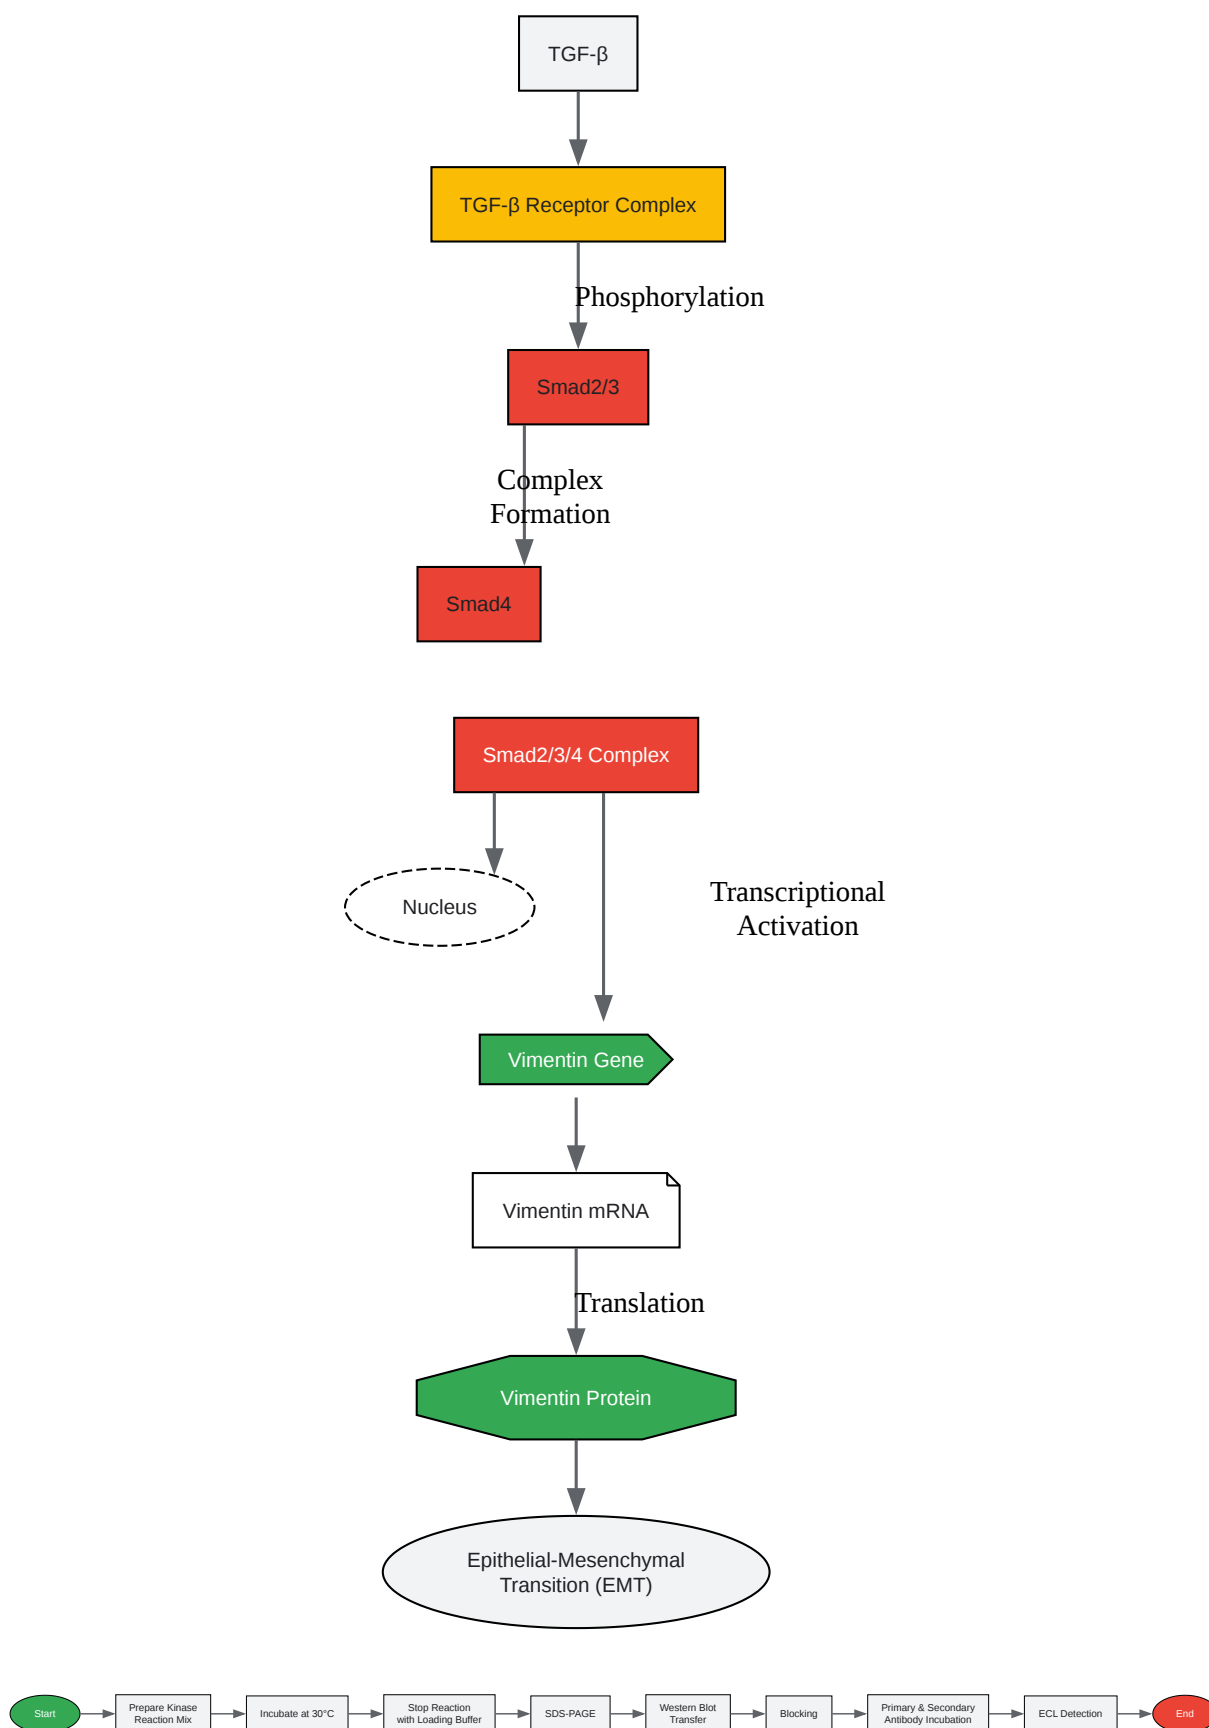 TGF-β
TGF-β Receptor Complex
Phosphorylation
Smad2/3
Complex
Formation
Smad4
Smad2/3/4 Complex
Nucleus
Transcriptional
Activation
Vimentin Gene
Vimentin mRNA
Translation
Vimentin Protein
Epithelial-Mesenchymal
Transition (EMT)
Start
Prepare Kinase
Reaction Mix
Incubate at 30°C
Stop Reaction
with Loading Buffer
SDS-PAGE
Western Blot
Transfer
Blocking
Primary & Secondary
Antibody Incubation
ECL Detection
End